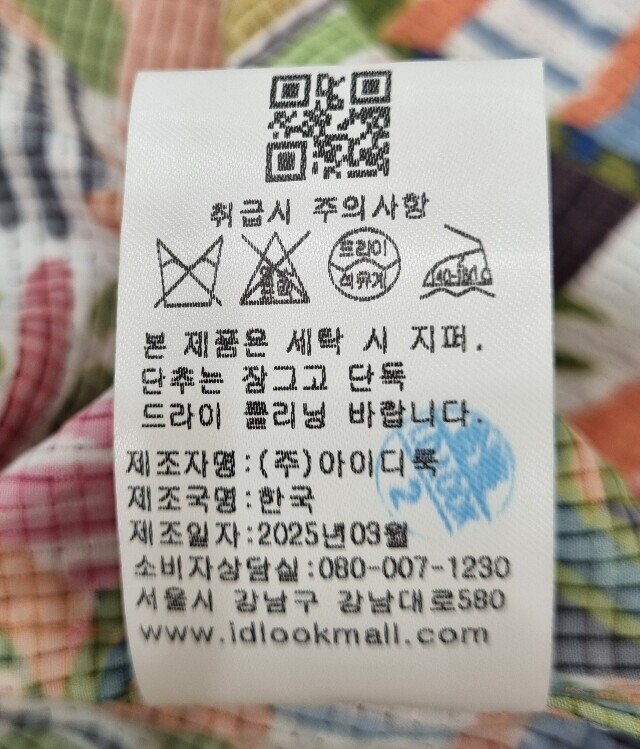 취급시 주의사항
드라이
석유계
본 제품은 세탁 시 지퍼.
단추는 잠그고 단독
드라이 클리닝 바랍니다.
제조자명:(주)아이디룩
제조국명:한국
제조일자:2025년03월
소비자상담실:080-007-1230
서울시 강남구 강남대로580
www.idlookmall.com